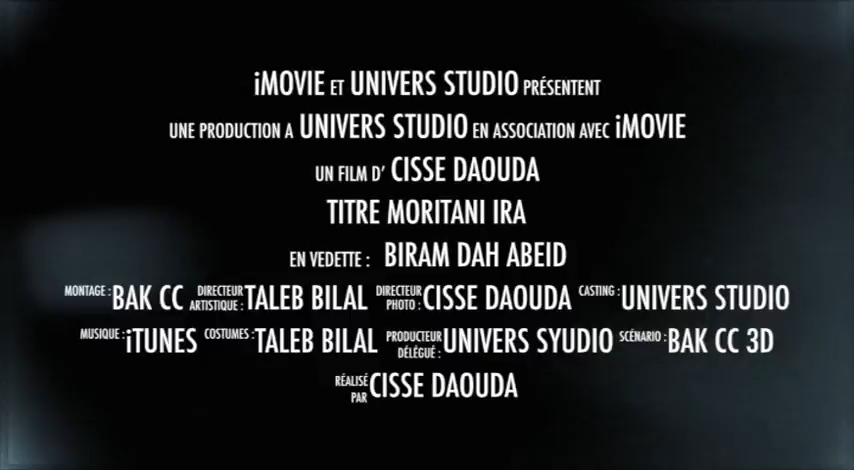 iMOVIE ET UNIVERS STUDIO PRÉSENTENT
UNE PRODUCTION A UNIVERS STUDIO EN ASSOCIATION AVEC iMOVIE
UN FILM D' CISSE DAOUDA
TITRE MORITANI IRA
EN VEDETTE : BIRAM DAH ABEID
MONTAGE : BAK CC DIRECTEUR ARTISTIQUE : TALEB BILAL DIRECTEUR PHOTO : CISSE DAOUDA CASTING : UNIVERS STUDIO
MUSIQUE : iTUNES COSTUMES : TALEB BILAL PRODUCTEUR DÉLÉGUÉ : UNIVERS SYUDIO SCÉNARIO : BAK CC 3D
RÉALISÉ PAR CISSE DAOUDA